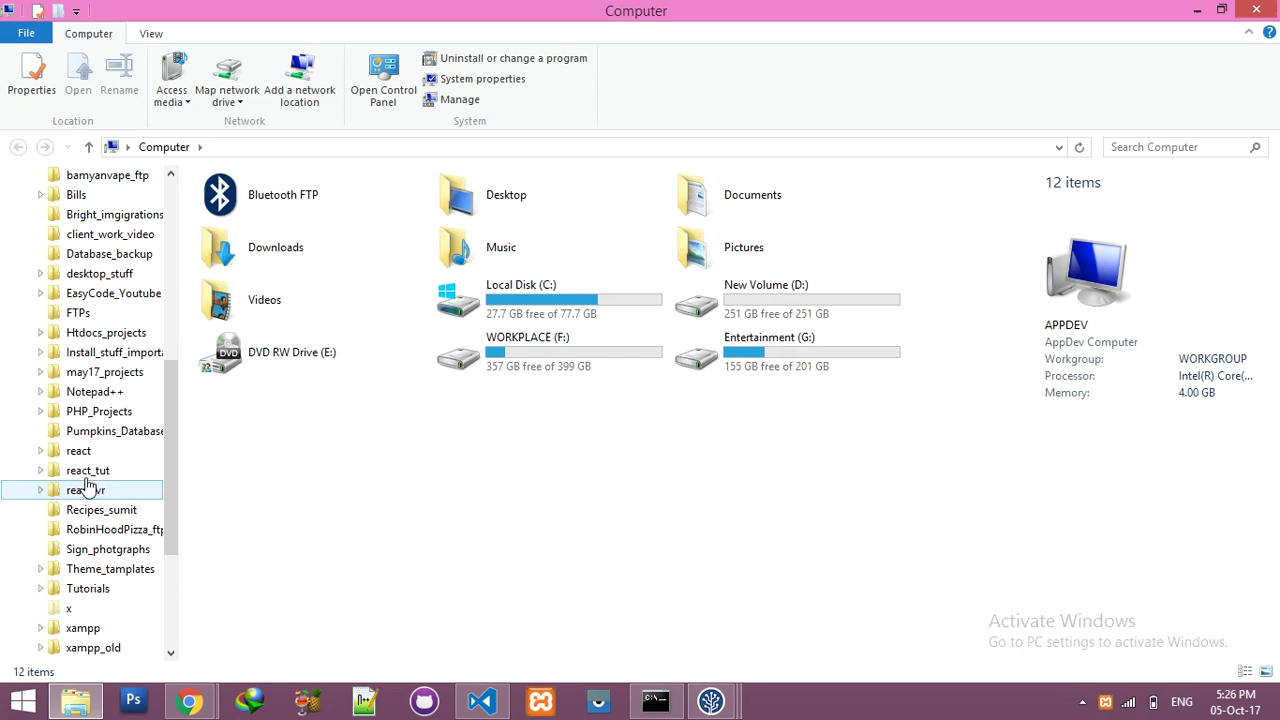 Computer
File
Computer
View
Properties
Open
Rename
Access media
Map network drive
Add a network location
Open Control Panel
Uninstall or change a program
System properties
Manage
Location
Network
System
Computer
Search Computer
bamyanvape_ftp
Bills
Bright_imgigrations
client_work_video
Database_backup
desktop_stuff
EasyCode_Youtube
FTPs
Htdocs_projects
Install_stuff_importa
may17_projects
Notepad++
PHP_Projects
Pumpkins_Database
react
react_tut
Recipes_sumit
RobinHoodPizza_ftp
Sign_photgraphs
Theme_tamplates
Tutorials
x
xampp
xampp_old
Bluetooth FTP
Desktop
Documents
Downloads
Music
Pictures
Videos
Local Disk (C:)
27.7 GB free of 77.7 GB
New Volume (D:)
251 GB free of 251 GB
DVD RW Drive (E:)
DVD
WORKPLACE (F:)
357 GB free of 399 GB
Entertainment (G:)
155 GB free of 201 GB
12 items
APPDEV
AppDev Computer
Workgroup: WORKGROUP
Processor: Intel(R) Core(...
Memory: 4.00 GB
Activate Windows
Go to PC settings to activate Windows.
12 items
Ps
ENG
5:26 PM
05-Oct-17